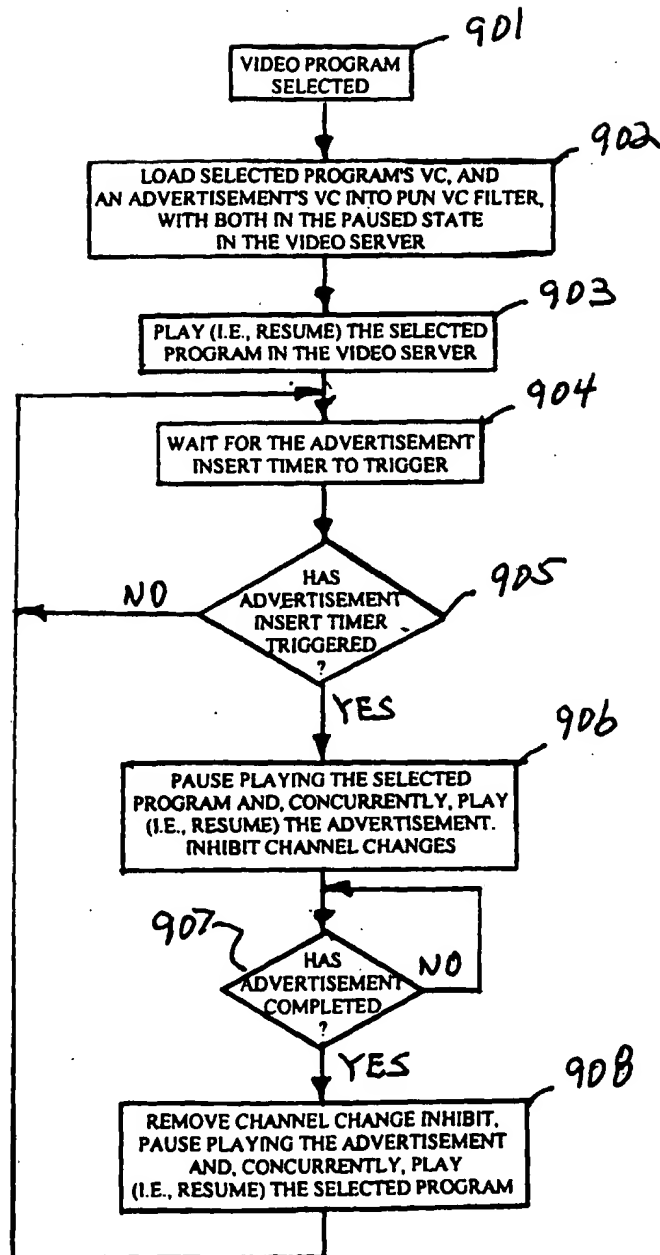 901
VIDEO PROGRAM
SELECTED
902
LOAD SELECTED PROGRAM'S VC, AND
AN ADVERTISEMENT'S VC INTO PUN VC FILTER,
WITH BOTH IN THE PAUSED STATE
IN THE VIDEO SERVER
903
PLAY (I.E., RESUME) THE SELECTED
PROGRAM IN THE VIDEO SERVER
904
WAIT FOR THE ADVERTISEMENT
INSERT TIMER TO TRIGGER
905
HAS
ADVERTISEMENT
INSERT TIMER
TRIGGERED
?
NO
YES
906
PAUSE PLAYING THE SELECTED
PROGRAM AND, CONCURRENTLY, PLAY
(I.E., RESUME) THE ADVERTISEMENT.
INHIBIT CHANNEL CHANGES
907
HAS
ADVERTISEMENT
COMPLETED
?
NO
YES
908
REMOVE CHANNEL CHANGE INHIBIT,
PAUSE PLAYING THE ADVERTISEMENT
AND, CONCURRENTLY, PLAY
(I.E., RESUME) THE SELECTED PROGRAM